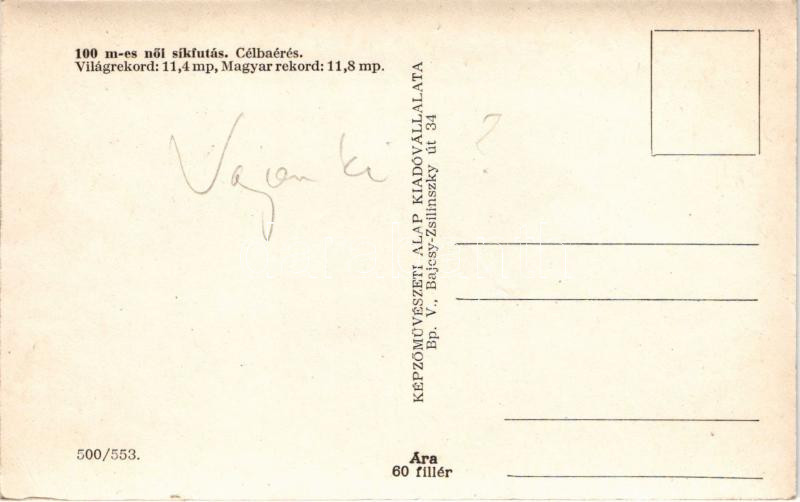 100 m-es női síkfutás. Célbaérés.
Világrekord: 11,4 mp, Magyar rekord: 11,8 mp.
Vajon ki ?
KÉPZŐMŰVÉSZETI ALAP KIADÓVÁLLALATA
Bp. V., Bajcsy-Zsilinszky út 34
500/553.
Ára
60 fillér